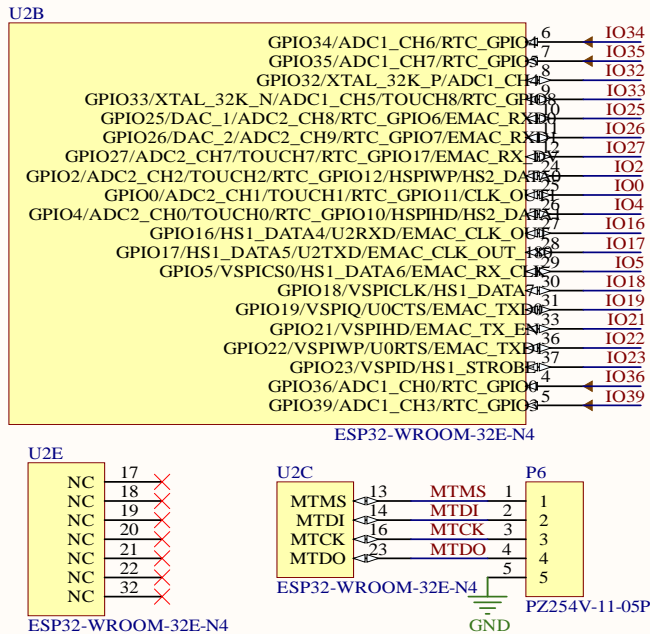 U2B
GPIO34/ADC1_CH6/RTC_GPIO4 6 IO34
GPIO35/ADC1_CH7/RTC_GPIO5 7 IO35
GPIO32/XTAL_32K_P/ADC1_CH4 8 IO32
GPIO33/XTAL_32K_N/ADC1_CH5/TOUCH8/RTC_GPIO8 9 IO33
GPIO25/DAC_1/ADC2_CH8/RTC_GPIO6/EMAC_RXD0 10 IO25
GPIO26/DAC_2/ADC2_CH9/RTC_GPIO7/EMAC_RXD1 11 IO26
GPIO27/ADC2_CH7/TOUCH7/RTC_GPIO17/EMAC_RX_DV 12 IO27
GPIO2/ADC2_CH2/TOUCH2/RTC_GPIO12/HSPIWP/HS2_DATA0 24 IO2
GPIO0/ADC2_CH1/TOUCH1/RTC_GPIO11/CLK_OUT1 25 IO0
GPIO4/ADC2_CH0/TOUCH0/RTC_GPIO10/HSPIHD/HS2_DATA1 26 IO4
GPIO16/HS1_DATA4/U2RXD/EMAC_CLK_OUT 27 IO16
GPIO17/HS1_DATA5/U2TXD/EMAC_CLK_OUT_180 28 IO17
GPIO5/VSPICS0/HS1_DATA6/EMAC_RX_CLK 29 IO5
GPIO18/VSPICLK/HS1_DATA7 30 IO18
GPIO19/VSPIQ/U0CTS/EMAC_TXD0 31 IO19
GPIO21/VSPIHD/EMAC_TX_EN 33 IO21
GPIO22/VSPIWP/U0RTS/EMAC_TXD1 36 IO22
GPIO23/VSPID/HS1_STROBE 37 IO23
GPIO36/ADC1_CH0/RTC_GPIO0 4 IO36
GPIO39/ADC1_CH3/RTC_GPIO3 5 IO39
ESP32-WROOM-32E-N4
U2E
NC 17
NC 18
NC 19
NC 20
NC 21
NC 22
NC 32
ESP32-WROOM-32E-N4
U2C
MTMS 13 MTMS
MTDI 14 MTDI
MTCK 16 MTCK
MTDO 23 MTDO
ESP32-WROOM-32E-N4
P6
1 1
2 2
3 3
4 4
5 5
PZ254V-11-05P
GND